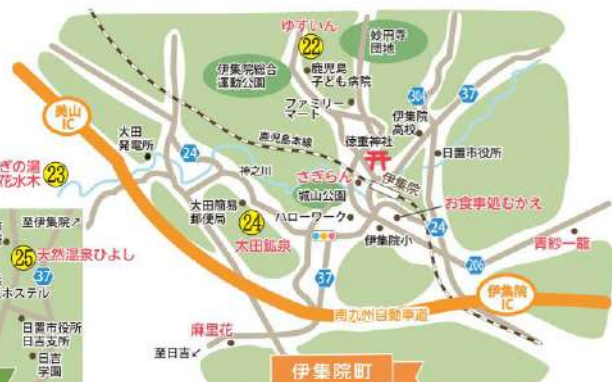 ゆすいん
22
鹿児島
子ども病院
妙円寺
団地
伊集院総合
運動公園
ファミリー
マート
304
37
伊集院
高校
美山
IC
大田
発電所
24
鹿児島本線
徳重神社
日置市役所
神之川
さぎらん
伊集院
ぎの湯
花水木
23
城山公園
お食事処むかえ
大田簡易
郵便局
24
太田鉱泉
ハローワーク
伊集院小
24
206
青紗一龍
至伊集院↗
25
天然温泉ひよし
37
ホステル
37
伊集院
IC
南九州自動車道
日置市役所
日吉支所
日吉
学園
麻里花
至日吉↙
伊集院町